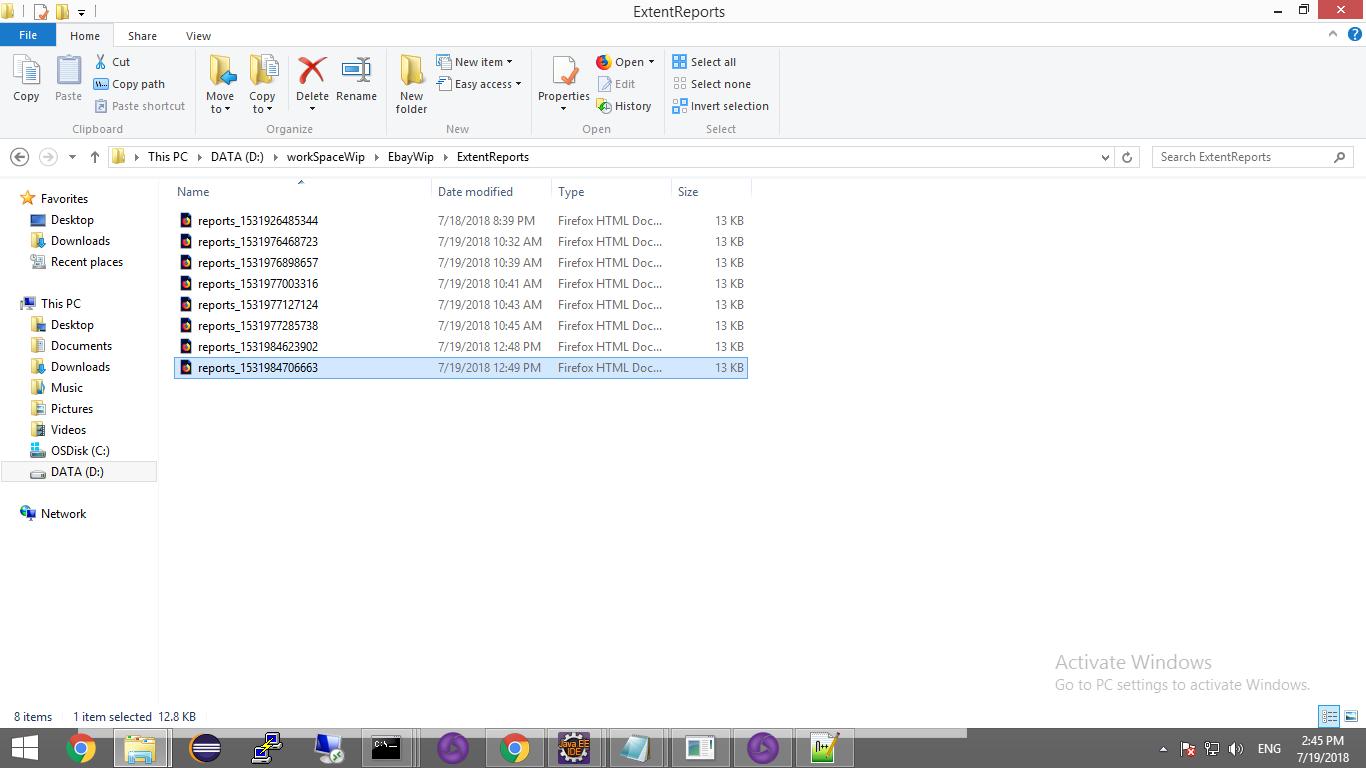 ExtentReports
File Home Share View
Copy
Paste
Cut
Copy path
Paste shortcut
Clipboard
Move to
Copy to
Delete
Rename
Organize
New folder
New item
Easy access
New
Properties
Open
Edit
History
Open
Select all
Select none
Invert selection
Select
This PC DATA (D:) workSpaceWip EbayWip ExtentReports
Search ExtentReports
Favorites
Desktop
Downloads
Recent places
This PC
Desktop
Documents
Downloads
Music
Pictures
Videos
OSDisk (C:)
DATA (D:)
Network
Name Date modified Type Size
reports_1531926485344 7/18/2018 8:39 PM Firefox HTML Doc... 13 KB
reports_1531976468723 7/19/2018 10:32 AM Firefox HTML Doc... 13 KB
reports_1531976898657 7/19/2018 10:39 AM Firefox HTML Doc... 13 KB
reports_1531977003316 7/19/2018 10:41 AM Firefox HTML Doc... 13 KB
reports_1531977127124 7/19/2018 10:43 AM Firefox HTML Doc... 13 KB
reports_1531977285738 7/19/2018 10:45 AM Firefox HTML Doc... 13 KB
reports_1531984623902 7/19/2018 12:48 PM Firefox HTML Doc... 13 KB
reports_1531984706663 7/19/2018 12:49 PM Firefox HTML Doc... 13 KB
Activate Windows
Go to PC settings to activate Windows.
8 items 1 item selected 12.8 KB
C:\_
Java EE
IDE
ENG
2:45 PM
7/19/2018